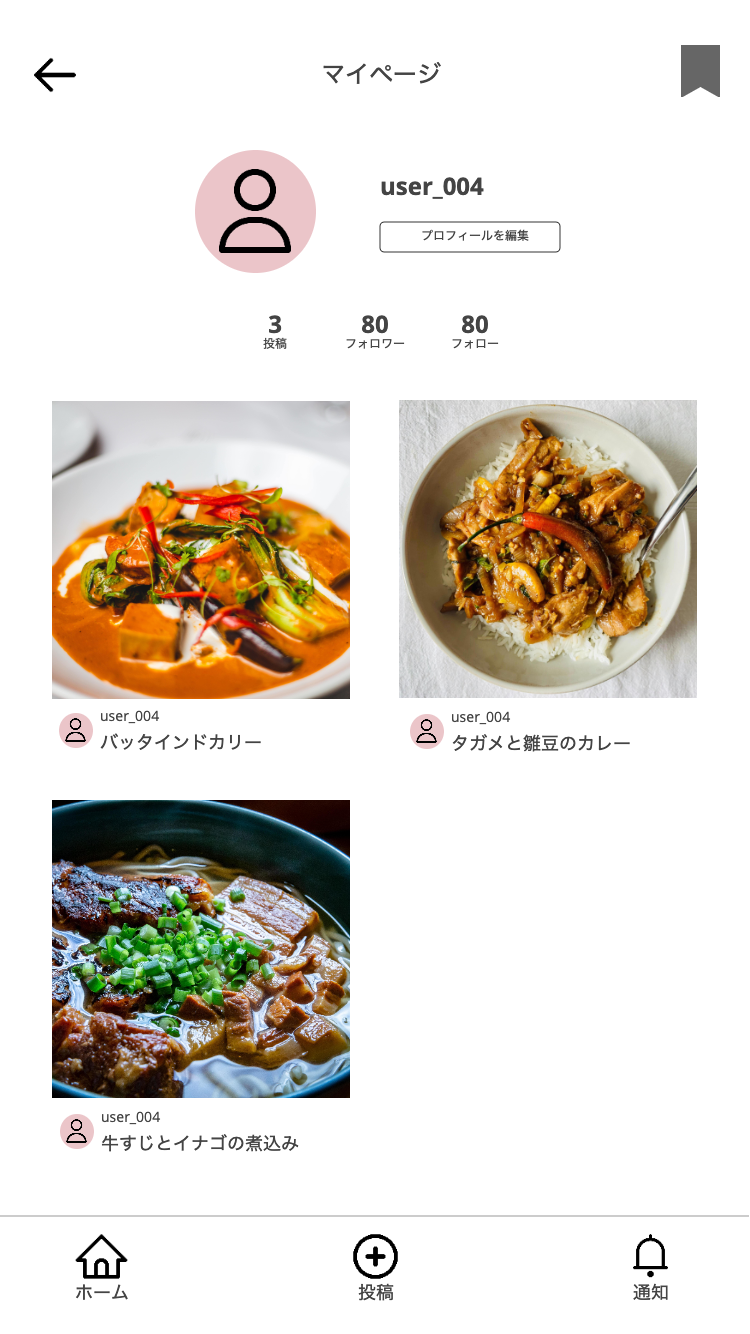 マイページ
user_004
プロフィールを編集
3 80 80
投稿 フォロワー フォロー
user_004
バッタインドカリー
user_004
タガメと雛豆のカレー
user_004
牛すじとイナゴの煮込み
ホーム 投稿 通知